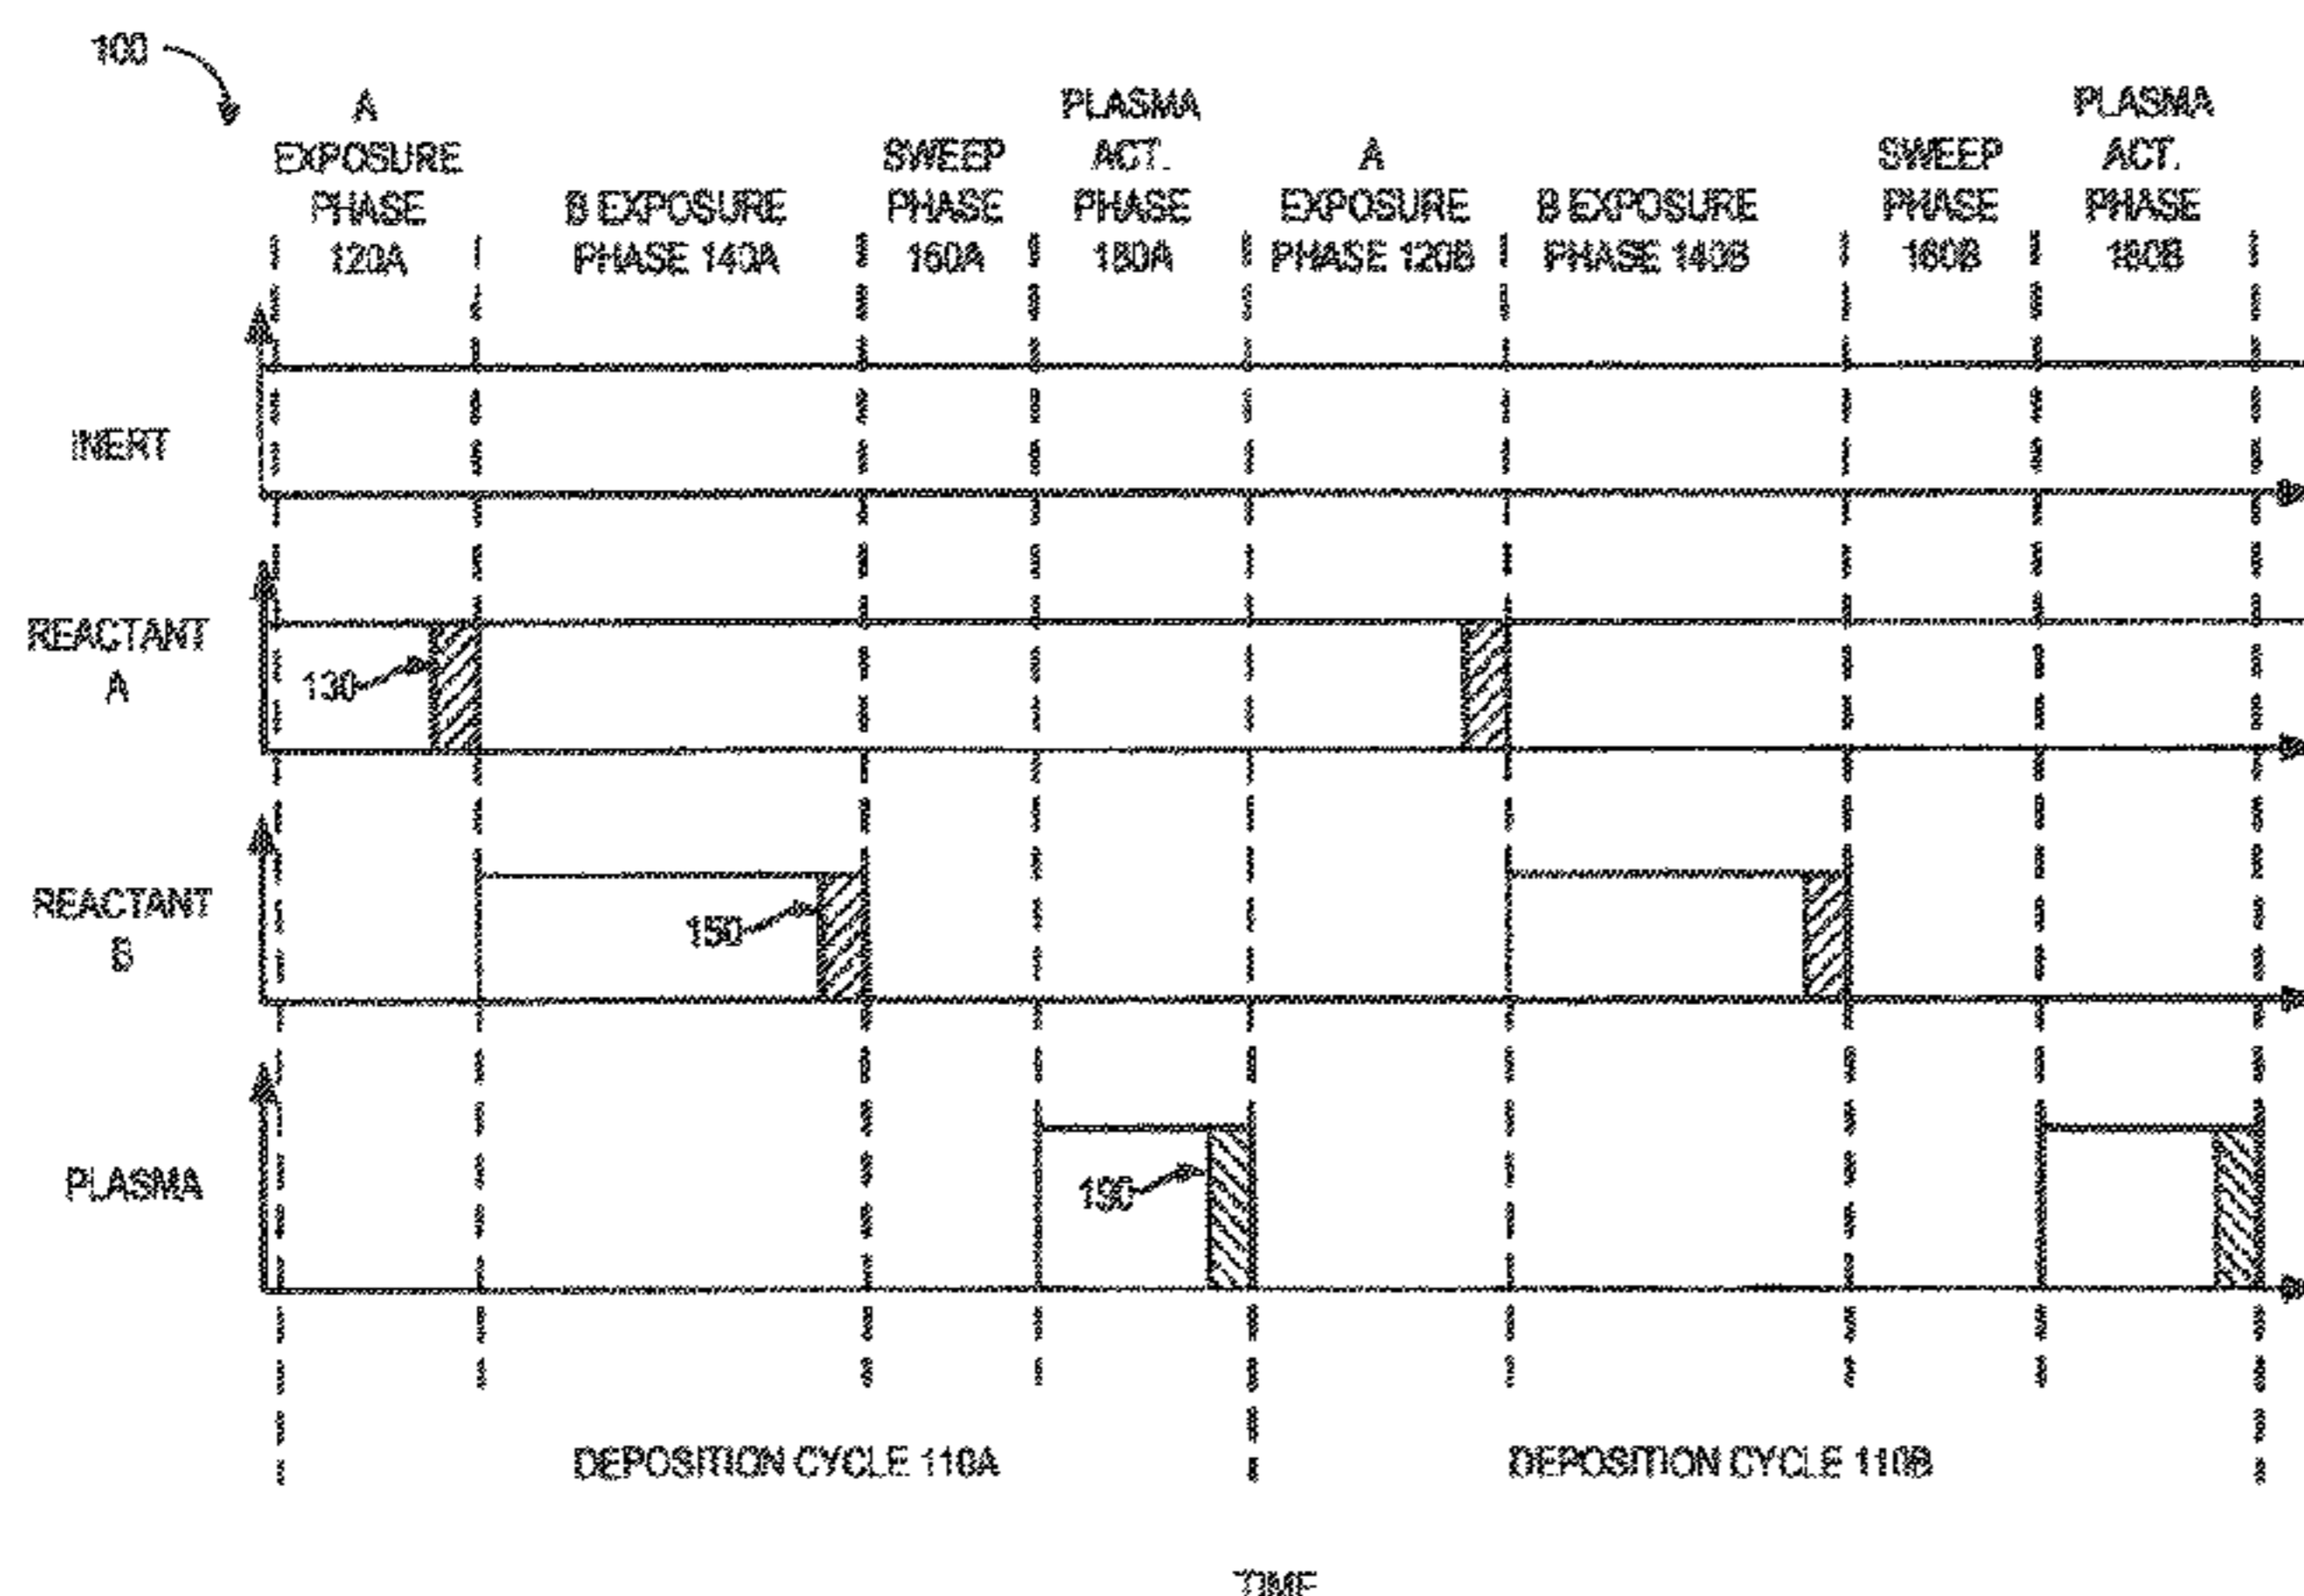 100
A
EXPOSURE
PHASE
120A
B EXPOSURE
PHASE 140A
SWEEP
PHASE
160A
PLASMA
ACT.
PHASE
180A
A
EXPOSURE
PHASE 120B
B EXPOSURE
PHASE 140B
SWEEP
PHASE
160B
PLASMA
ACT.
PHASE
180B
INERT
REACTANT
A
130
REACTANT
B
150
PLASMA
190
DEPOSITION CYCLE 110A
DEPOSITION CYCLE 110B
TIME